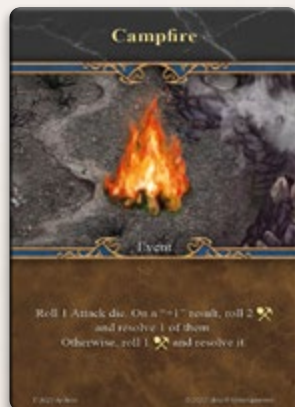 Campfire
Event
Roll 1 Attack die. On a "+1" result, roll 2
and resolve 1 of them
Otherwise, roll 1 and resolve it